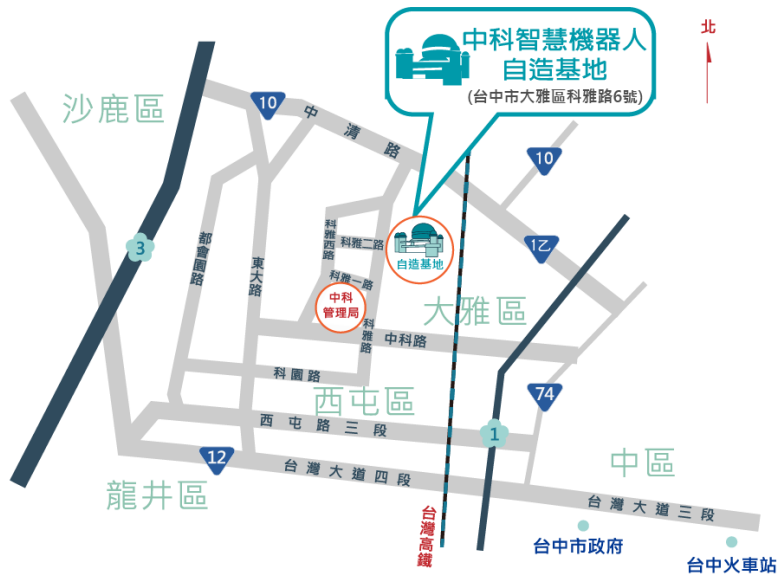 中科智慧機器人
自造基地
(台中市大雅區科雅路6號)
北
沙鹿區
10
中清路
10
3
都會園路
東大路
科雅西路
科雅二路
自造基地
1乙
科雅一路
中科
管理局
大雅區
科雅路
中科路
科園路
西屯區
74
西屯路三段
1
12
台灣大道四段
中區
龍井區
台灣大道三段
台灣高鐵
台中市政府
台中火車站